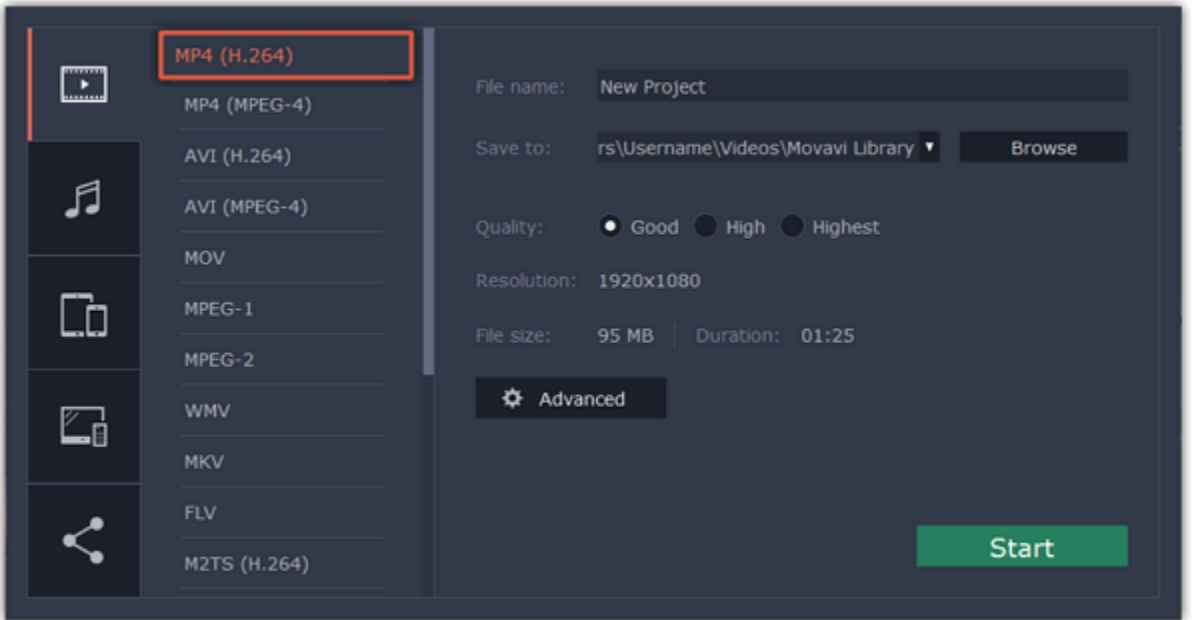 MP4 (H.264)
MP4 (MPEG-4)
AVI (H.264)
AVI (MPEG-4)
MOV
MPEG-1
MPEG-2
WMV
MKV
FLV
M2TS (H.264)
File name: New Project
Save to: rs\Username\Videos\Movavi Library Browse
Quality: Good High Highest
Resolution: 1920x1080
File size: 95 MB Duration: 01:25
Advanced
Start